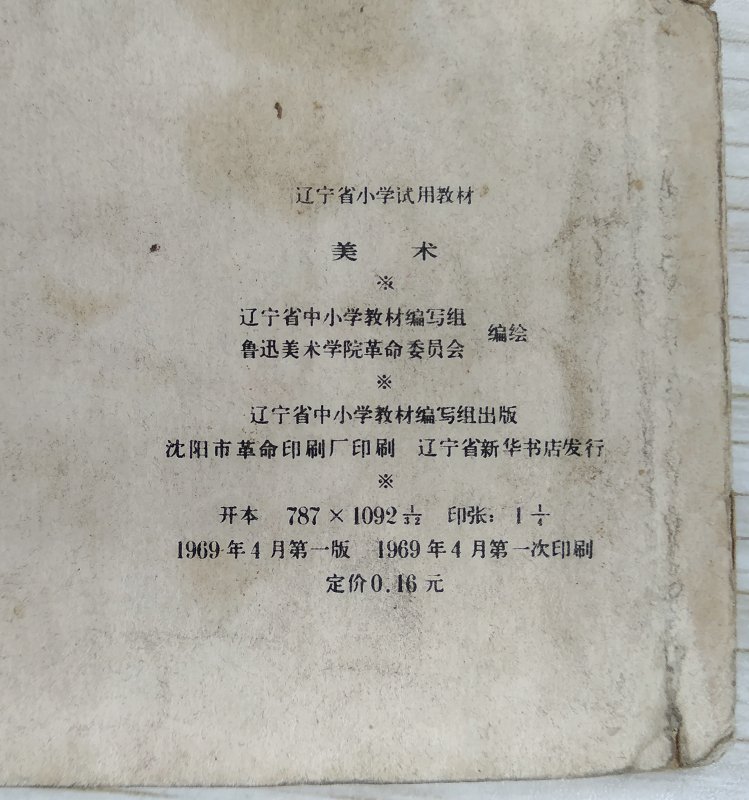 辽宁省小学试用教材
美 术
※
辽宁省中小学教材编写组
鲁迅美术学院革命委员会
编绘
※
辽宁省中小学教材编写组出版
沈阳市革命印刷厂印刷 辽宁省新华书店发行
※
开本 787×1092 1/32 印张：1 1/4
1969年4月第一版 1969年4月第一次印刷
定价0.16元